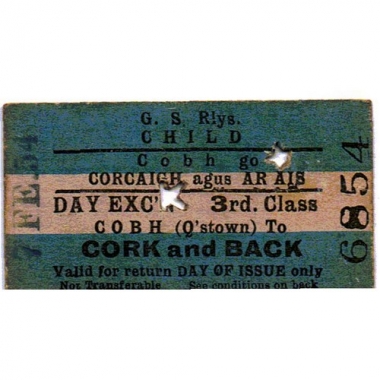 G. S. Rlys.
CHILD
Cobh go
CORCAIGH agus AR AIS
DAY EXC'N 3rd. Class
COBH (Q'stown) To
CORK and BACK
Valid for return DAY OF ISSUE only
Not Transferable See conditions on back
7 FE.54
6854